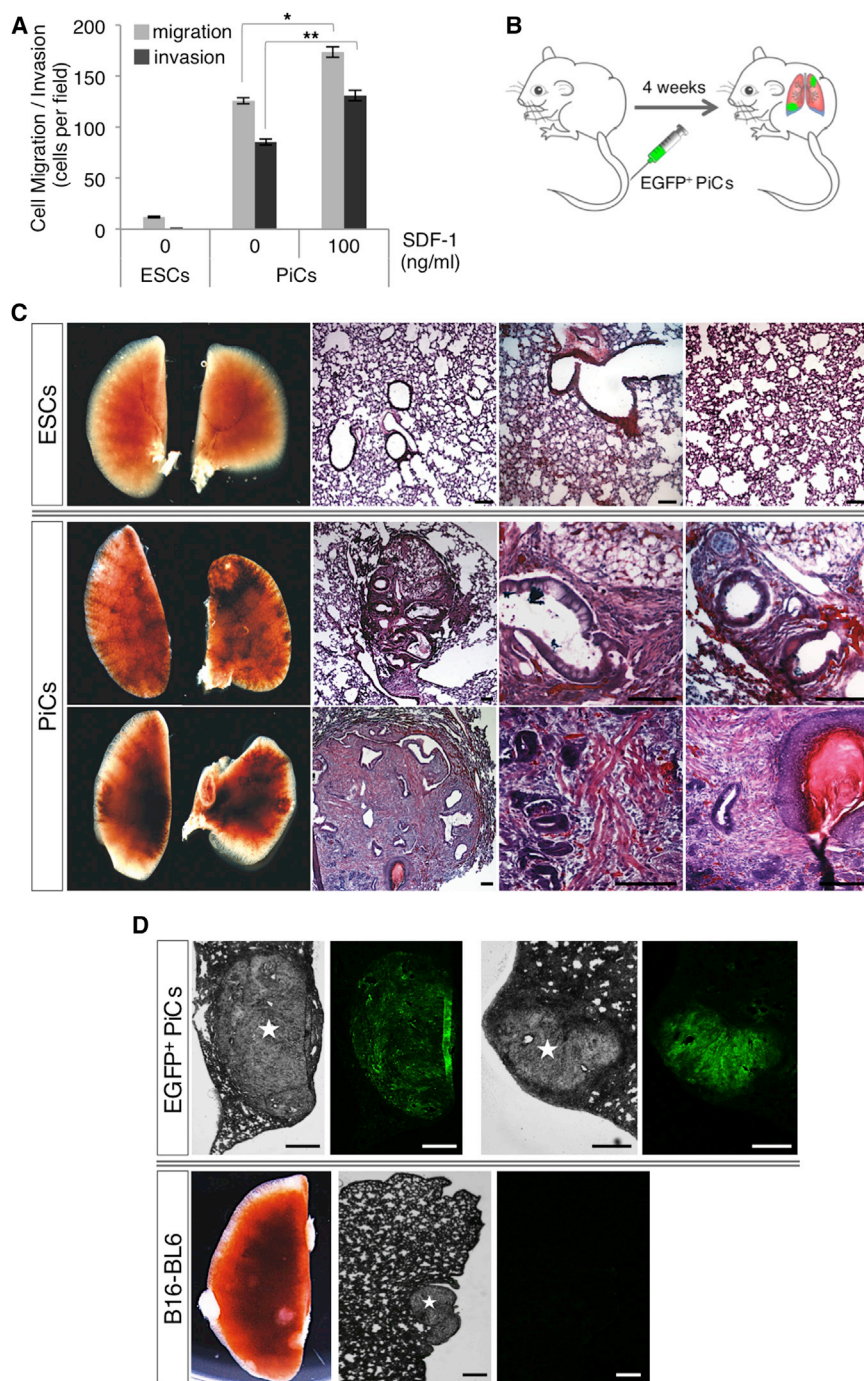 A
migration
invasion
*
**
Cell Migration / Invasion
(cells per field)
200
150
100
50
0
0
0
100
SDF-1
(ng/ml)
ESCs
PiCs
B
4 weeks
EGFP⁺ PiCs
C
ESCs
PiCs
D
EGFP⁺ PiCs
B16-BL6